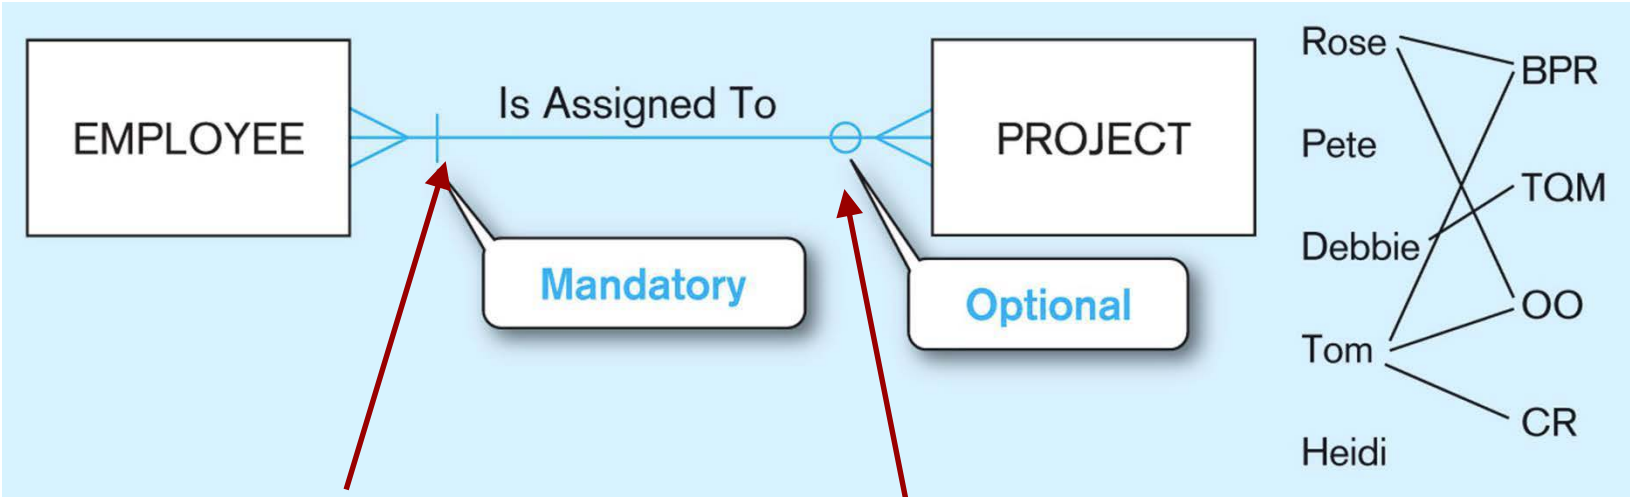 EMPLOYEE
Is Assigned To
PROJECT
Mandatory
Optional
Rose
Pete
Debbie
Tom
Heidi
BPR
TQM
OO
CR